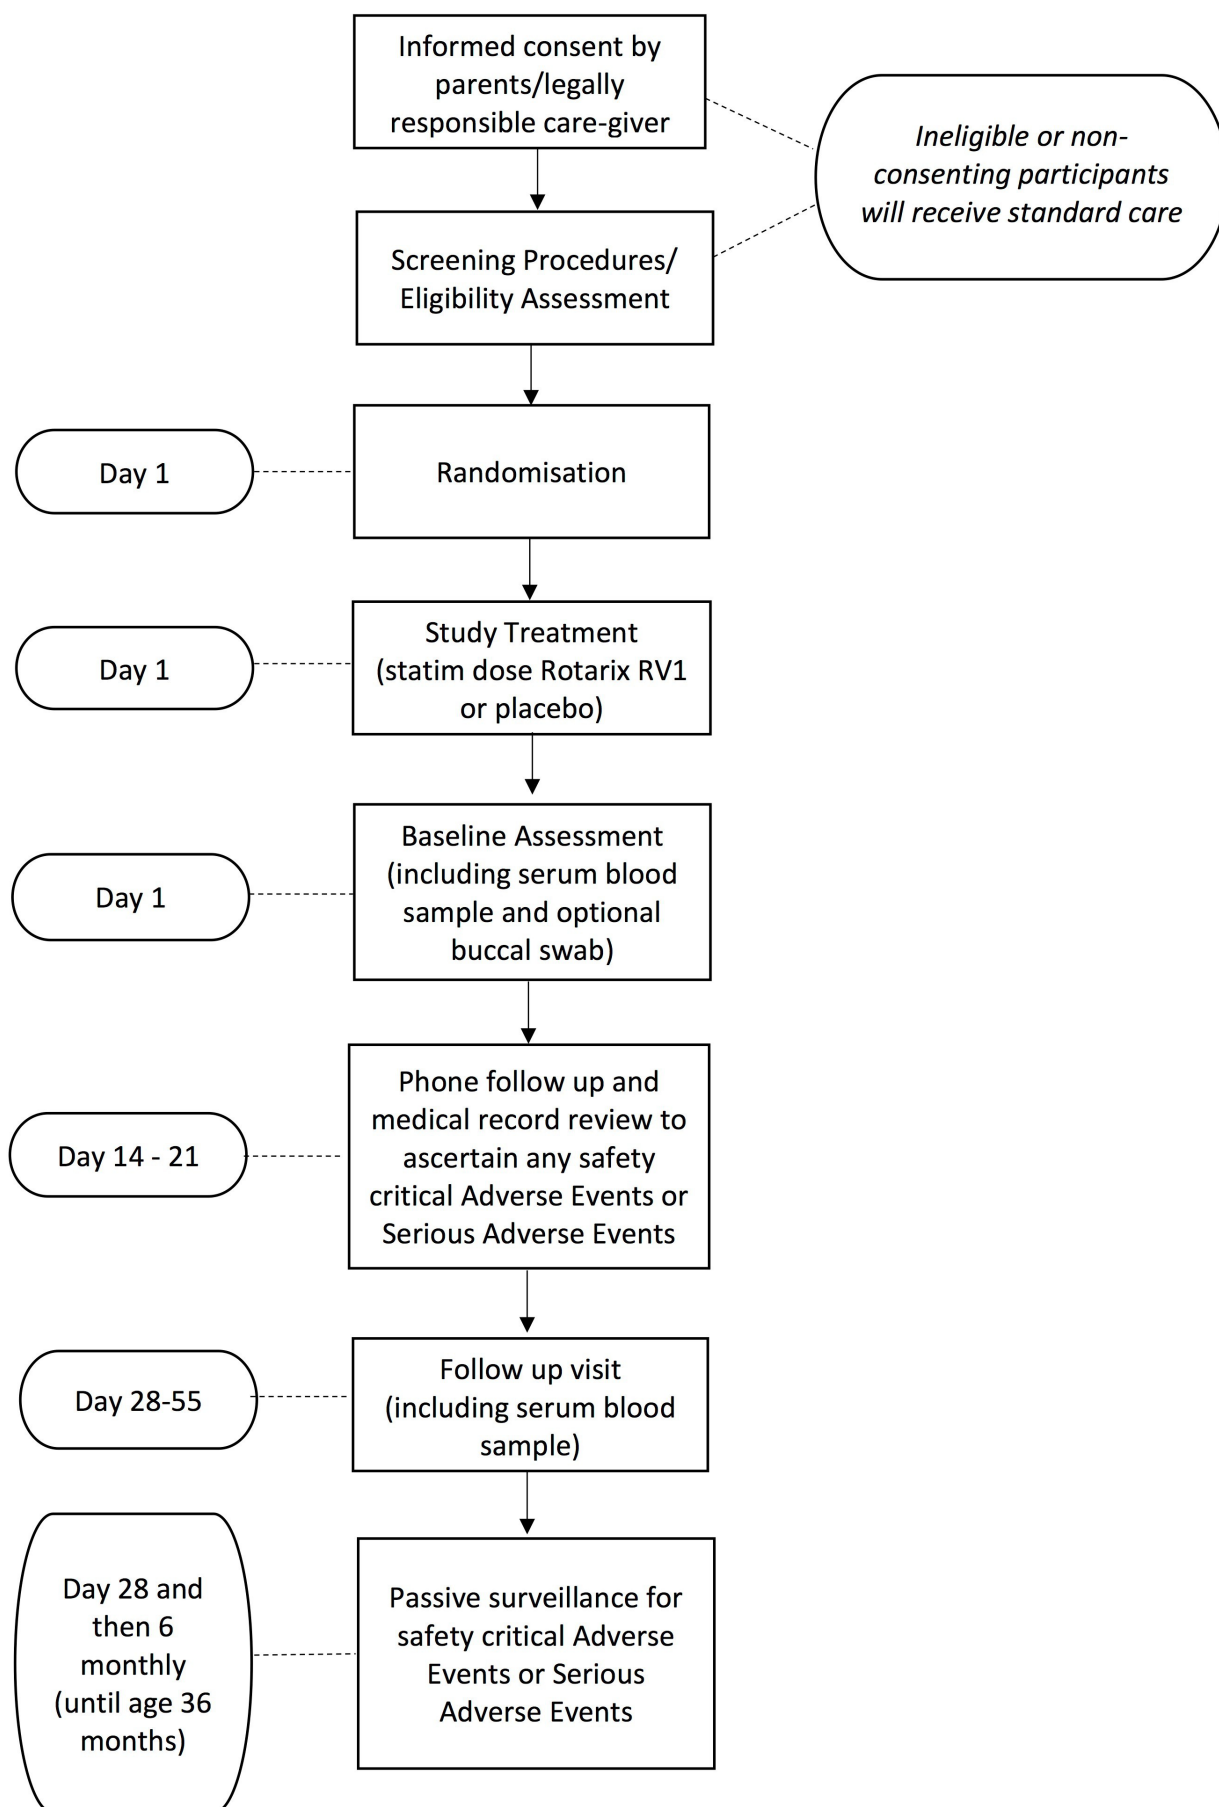 Informed consent by
parents/legally
responsible care-giver
Ineligible or non-
consenting participants
will receive standard care
Screening Procedures/
Eligibility Assessment
Day 1
Randomisation
Day 1
Study Treatment
(statim dose Rotarix RV1
or placebo)
Day 1
Baseline Assessment
(including serum blood
sample and optional
buccal swab)
Day 14 - 21
Phone follow up and
medical record review to
ascertain any safety
critical Adverse Events or
Serious Adverse Events
Day 28-55
Follow up visit
(including serum blood
sample)
Day 28 and
then 6
monthly
(until age 36
months)
Passive surveillance for
safety critical Adverse
Events or Serious
Adverse Events